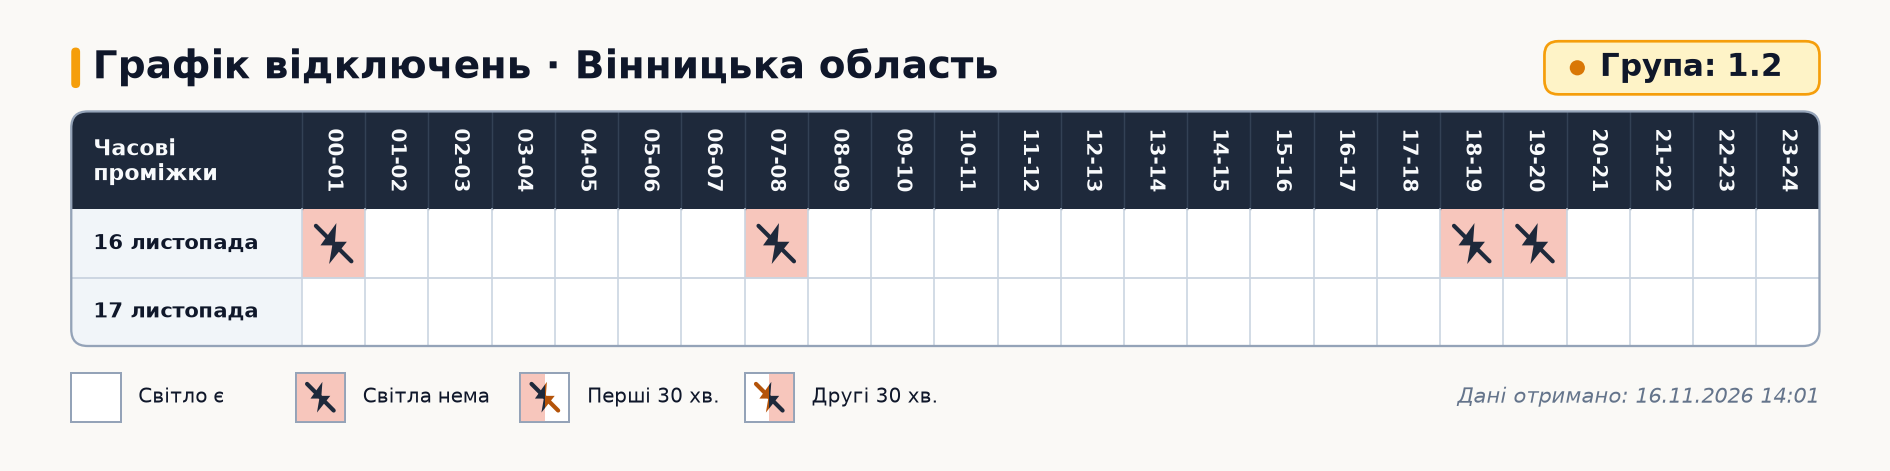 Графік відключень · Вінницька область
Група: 1.2
Часові
проміжки
00-01 01-02 02-03 03-04 04-05 05-06 06-07 07-08 08-09 09-10 10-11 11-12 12-13 13-14 14-15 15-16 16-17 17-18 18-19 19-20 20-21 21-22 22-23 23-24
16 листопада
17 листопада
Світло є Світла нема Перші 30 хв. Другі 30 хв. Дані отримано: 16.11.2026 14:01